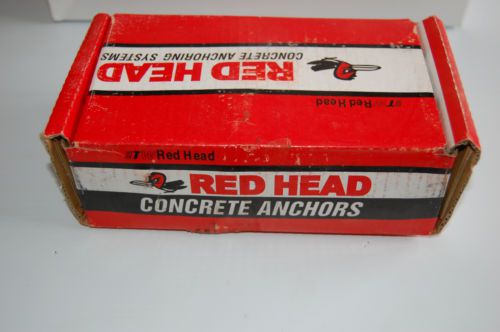 CONCRETE ANCHORING SYSTEMS
RED HEAD
Red Head
Red Head
RED HEAD
CONCRETE ANCHORS